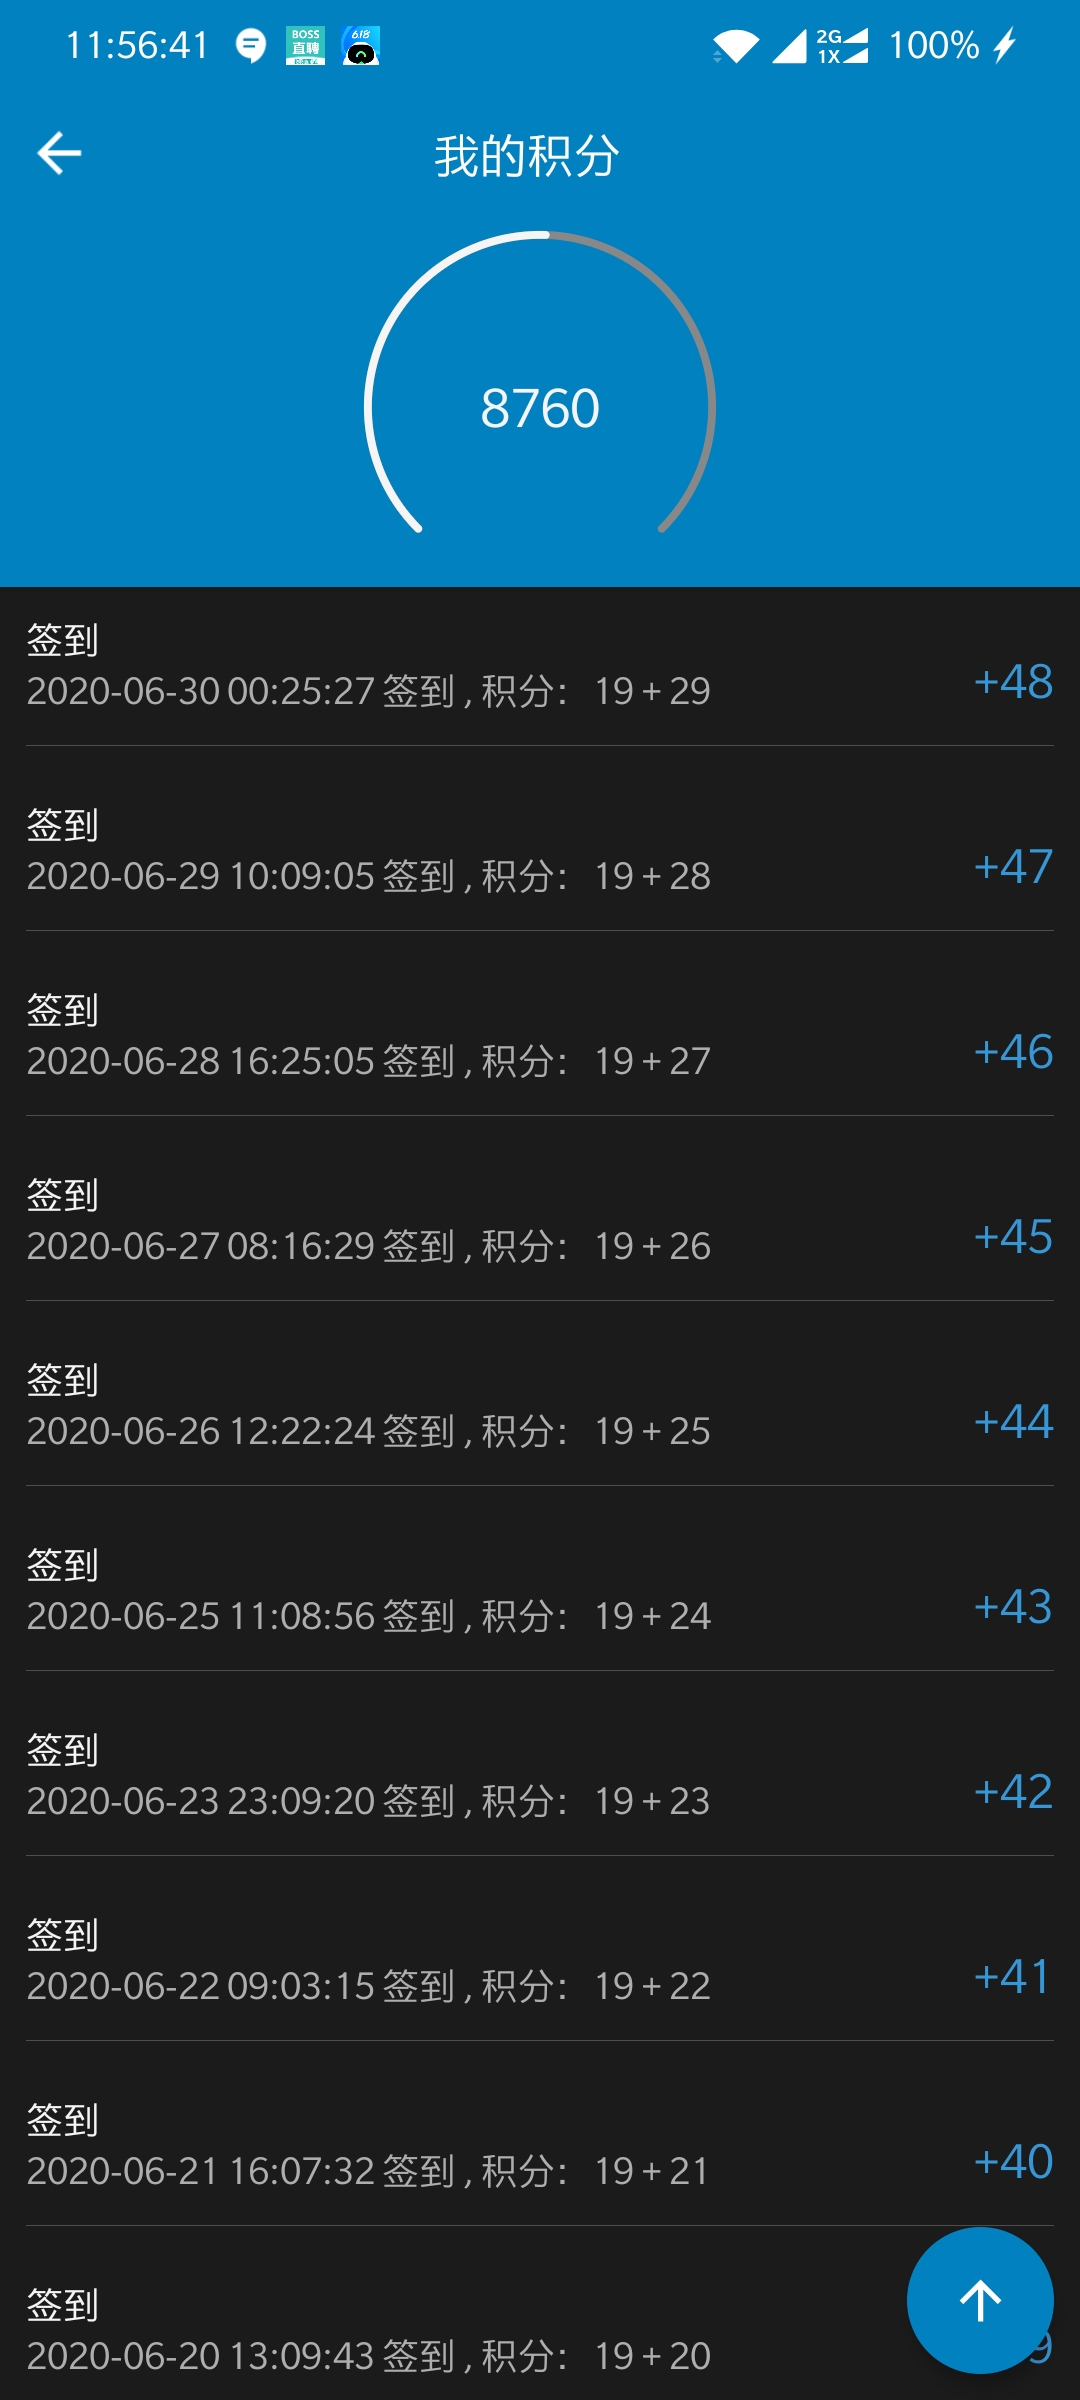 11:56:41
BOSS
直聘
618
2G
1X
100%
我的积分
8760
签到
2020-06-30 00:25:27 签到 , 积分： 19 + 29
+48
签到
2020-06-29 10:09:05 签到 , 积分： 19 + 28
+47
签到
2020-06-28 16:25:05 签到 , 积分： 19 + 27
+46
签到
2020-06-27 08:16:29 签到 , 积分： 19 + 26
+45
签到
2020-06-26 12:22:24 签到 , 积分： 19 + 25
+44
签到
2020-06-25 11:08:56 签到 , 积分： 19 + 24
+43
签到
2020-06-23 23:09:20 签到 , 积分： 19 + 23
+42
签到
2020-06-22 09:03:15 签到 , 积分： 19 + 22
+41
签到
2020-06-21 16:07:32 签到 , 积分： 19 + 21
+40
签到
2020-06-20 13:09:43 签到 , 积分： 19 + 20
9